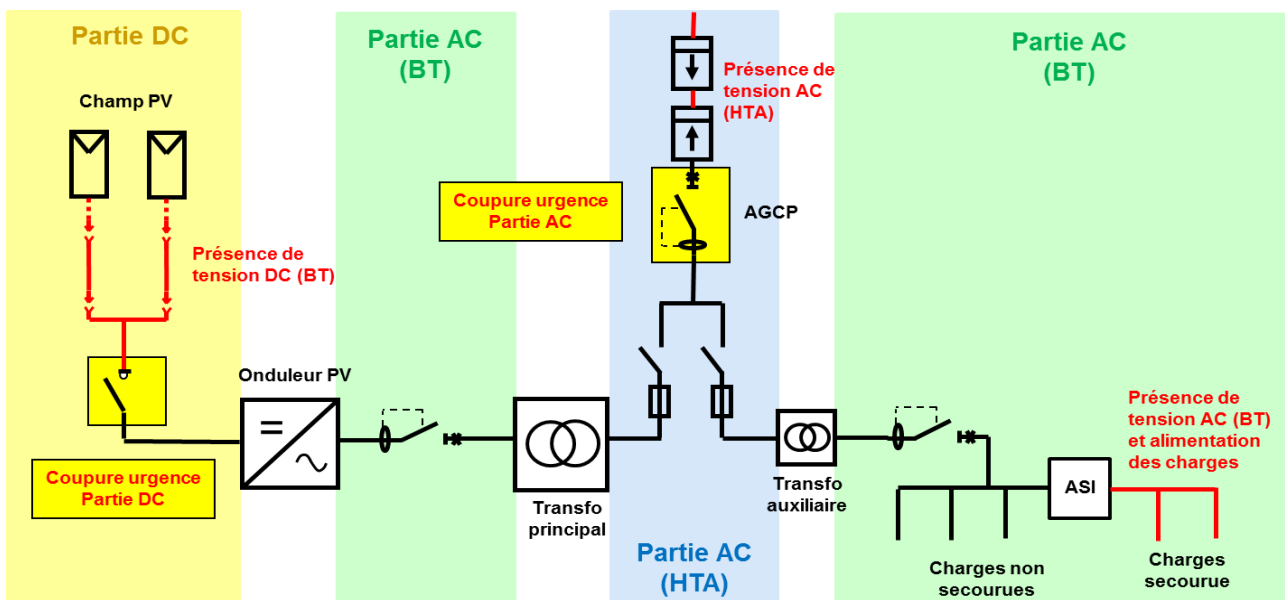 Partie DC
Champ PV
Présence de
tension DC (BT)
Coupure urgence
Partie DC
Onduleur PV
Partie AC
(BT)
Coupure urgence
Partie AC
Transfo
principal
Présence de
tension AC
(HTA)
AGCP
Partie AC
(HTA)
Partie AC
(BT)
Transfo
auxiliaire
Présence de
tension AC (BT)
et alimentation
des charges
ASI
Charges non
secourues
Charges
secourue